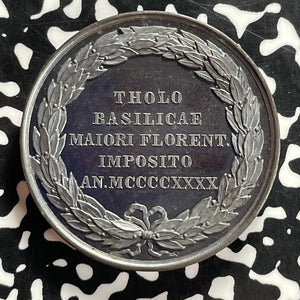 THOLO
BASILICAE
MAIORI FLORENT.
IMPOSITO
AN. MCCCCXXXX